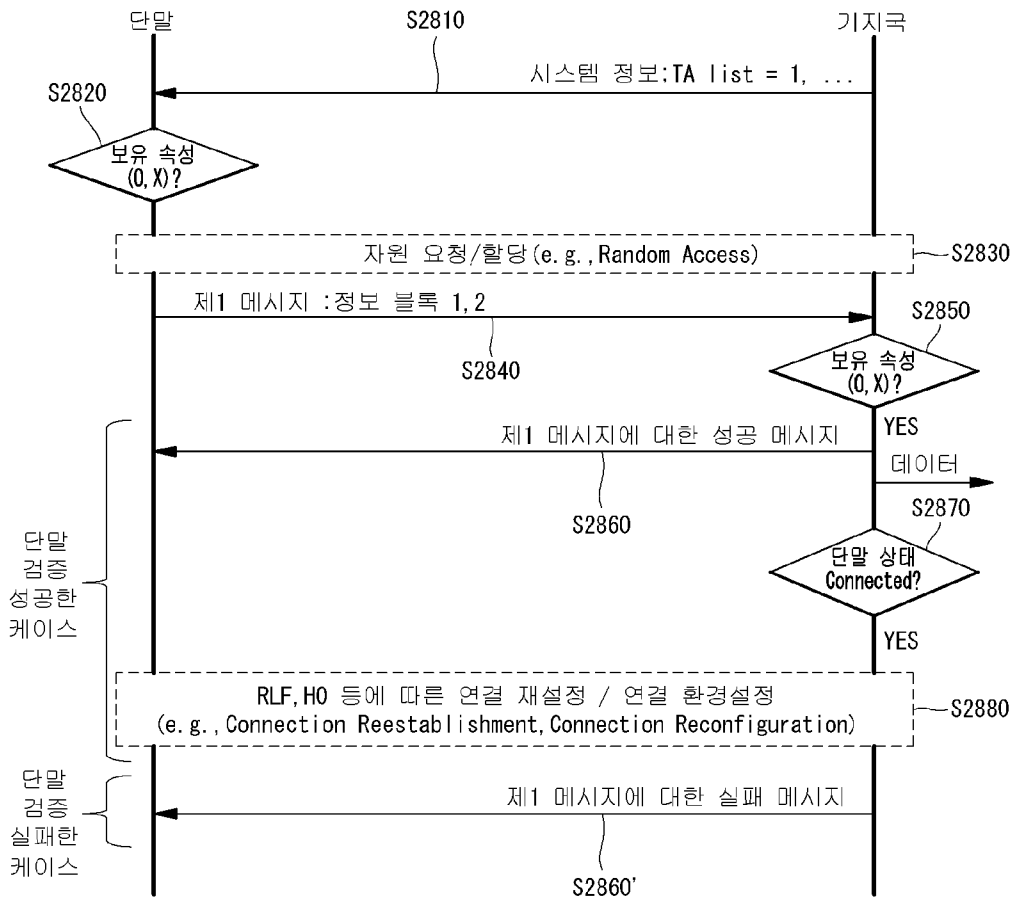 단말
S2810
기지국
시스템 정보:TA list = 1, ...
S2820
보유 속성
(O,X)?
자원 요청/할당(e.g.,Random Access)
S2830
제1 메시지 :정보 블록 1,2
S2850
S2840
보유 속성
(O,X)?
YES
제1 메시지에 대한 성공 메시지
데이터
S2860
S2870
단말 상태
Connected?
단말
검증
성공한
케이스
YES
RLF,HO 등에 따른 연결 재설정 / 연결 환경설정
(e.g.,Connection Reestablishment,Connection Reconfiguration)
S2880
단말
검증
실패한
케이스
제1 메시지에 대한 실패 메시지
S2860'